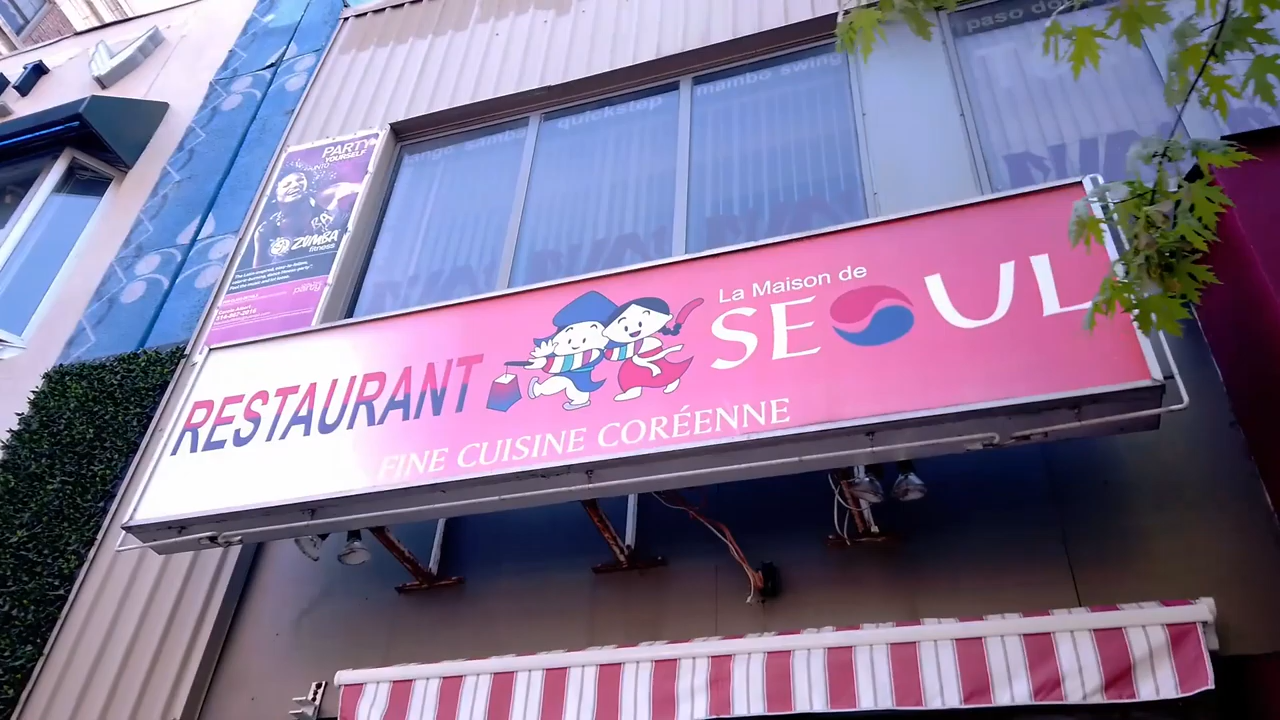 tango samba
quickstep
mambo swing
paso do
PARTY
YOURSELF
ZUMBA
fitness
party
RESTAURANT
La Maison de
SEOUL
FINE CUISINE CORÉENNE